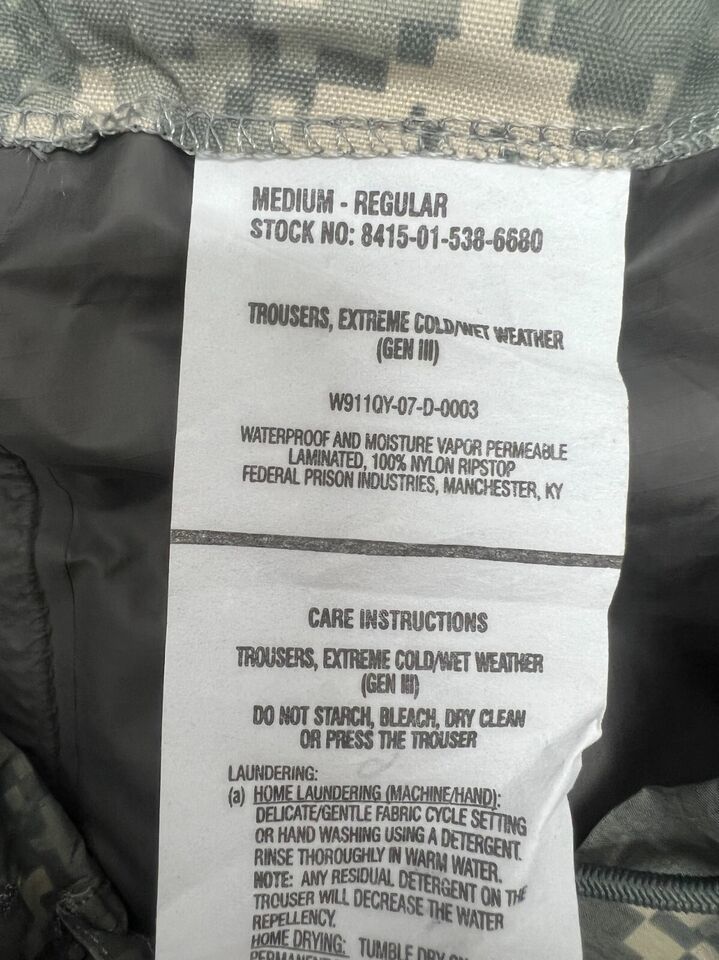 MEDIUM - REGULAR
STOCK NO: 8415-01-538-6680
TROUSERS, EXTREME COLD/WET WEATHER
(GEN III)
W911QY-07-D-0003
WATERPROOF AND MOISTURE VAPOR PERMEABLE
LAMINATED, 100% NYLON RIPSTOP
FEDERAL PRISON INDUSTRIES, MANCHESTER, KY
CARE INSTRUCTIONS
TROUSERS, EXTREME COLD/WET WEATHER
(GEN III)
DO NOT STARCH, BLEACH, DRY CLEAN
OR PRESS THE TROUSER
LAUNDERING:
(a) HOME LAUNDERING (MACHINE/HAND):
DELICATE/GENTLE FABRIC CYCLE SETTING
OR HAND WASHING USING A DETERGENT.
RINSE THOROUGHLY IN WARM WATER.
NOTE: ANY RESIDUAL DETERGENT ON THE
TROUSER WILL DECREASE THE WATER
REPELLENCY.
HOME DRYING: TUMBLE DRY ON
PERMANENT